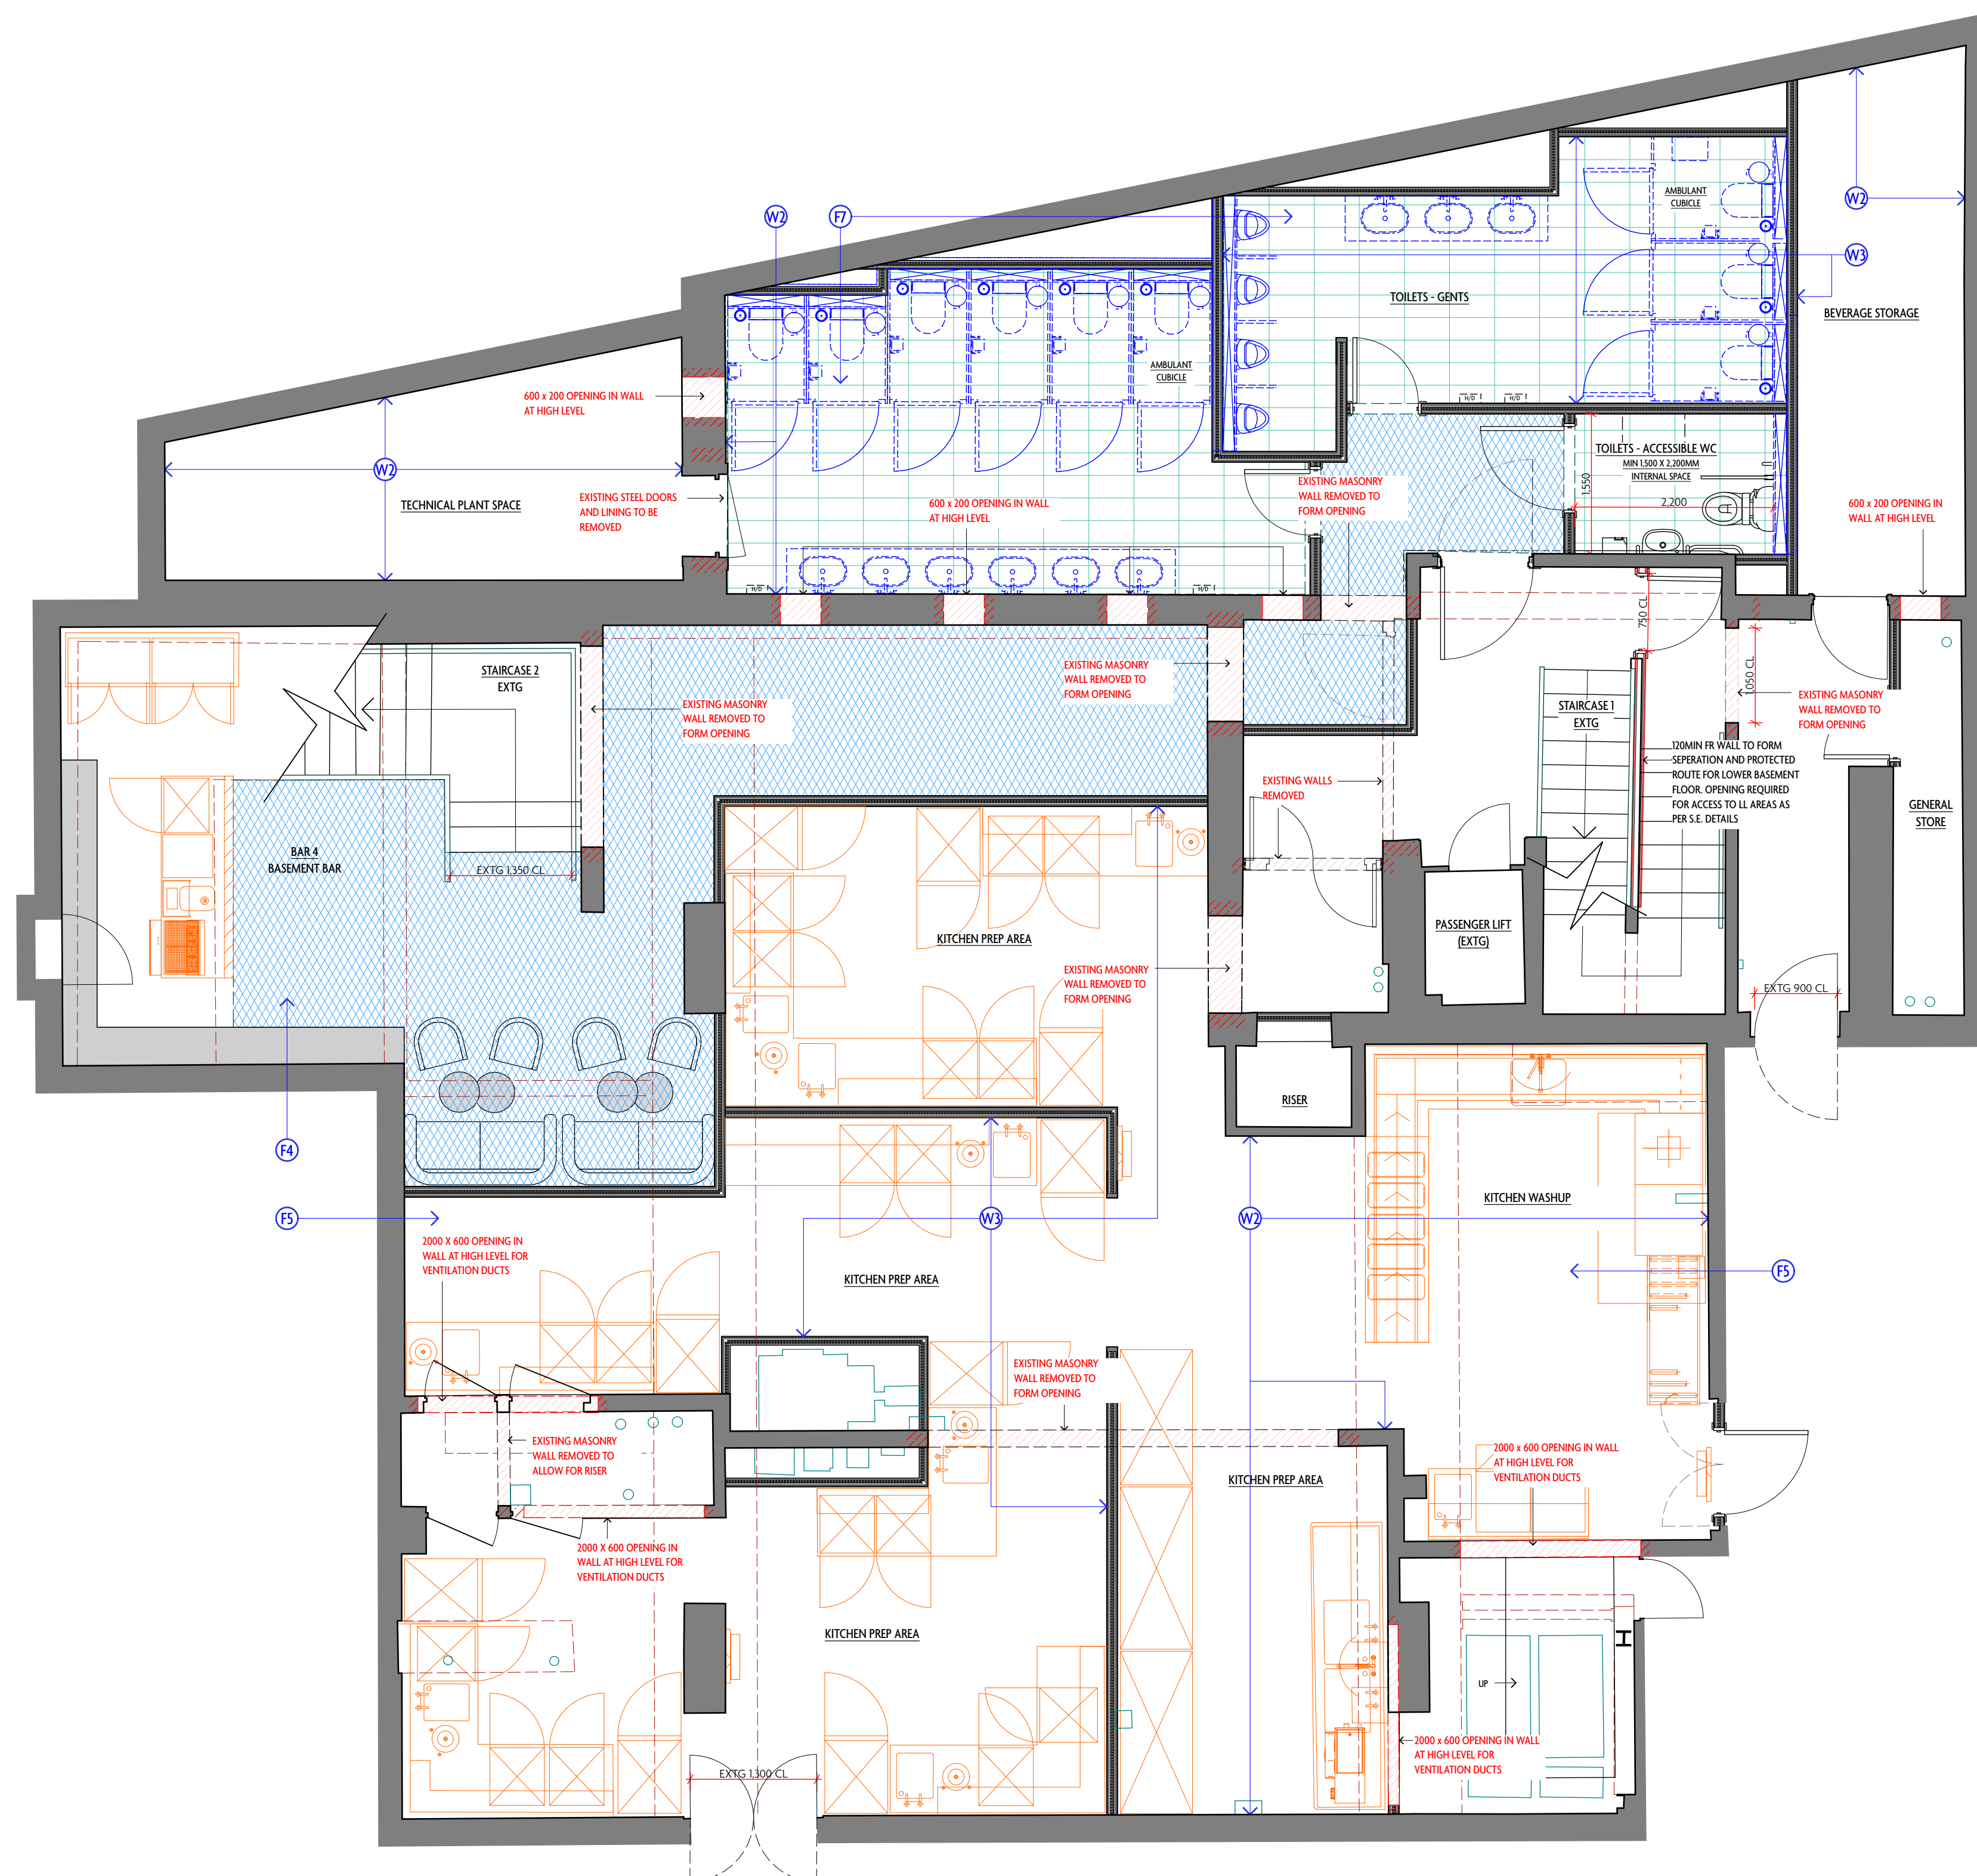 AMBULANT
CUBICLE
W2
F7
W2
W3
TOILETS - GENTS
BEVERAGE STORAGE
AMBULANT
CUBICLE
600 x 200 OPENING IN WALL
AT HIGH LEVEL
H/D
H/D
TOILETS - ACCESSIBLE WC
MIN 1,500 X 2,200MM
INTERNAL SPACE
1,550
2,200
W2
TECHNICAL PLANT SPACE
EXISTING STEEL DOORS
AND LINING TO BE
REMOVED
600 x 200 OPENING IN WALL
AT HIGH LEVEL
EXISTING MASONRY
WALL REMOVED TO
FORM OPENING
600 x 200 OPENING IN
WALL AT HIGH LEVEL
H/D
H/D
750 CL
STAIRCASE 2
EXTG
EXISTING MASONRY
WALL REMOVED TO
FORM OPENING
EXISTING MASONRY
WALL REMOVED TO
FORM OPENING
STAIRCASE 1
EXTG
1,050 CL
EXISTING MASONRY
WALL REMOVED TO
FORM OPENING
120MIN FR WALL TO FORM
SEPERATION AND PROTECTED
ROUTE FOR LOWER BASEMENT
FLOOR. OPENING REQUIRED
FOR ACCESS TO LL AREAS AS
PER S.E. DETAILS
EXISTING WALLS
REMOVED
GENERAL
STORE
BAR 4
BASEMENT BAR
EXTG 1,350 CL
KITCHEN PREP AREA
PASSENGER LIFT
(EXTG)
EXISTING MASONRY
WALL REMOVED TO
FORM OPENING
EXTG 900 CL
RISER
F4
F5
W3
W2
KITCHEN WASHUP
2000 X 600 OPENING IN
WALL AT HIGH LEVEL FOR
VENTILATION DUCTS
KITCHEN PREP AREA
F5
EXISTING MASONRY
WALL REMOVED TO
FORM OPENING
EXISTING MASONRY
WALL REMOVED TO
ALLOW FOR RISER
KITCHEN PREP AREA
2000 x 600 OPENING IN WALL
AT HIGH LEVEL FOR
VENTILATION DUCTS
2000 X 600 OPENING IN
WALL AT HIGH LEVEL FOR
VENTILATION DUCTS
KITCHEN PREP AREA
UP
H
2000 x 600 OPENING IN WALL
AT HIGH LEVEL FOR
VENTILATION DUCTS
EXTG 1,300 CL